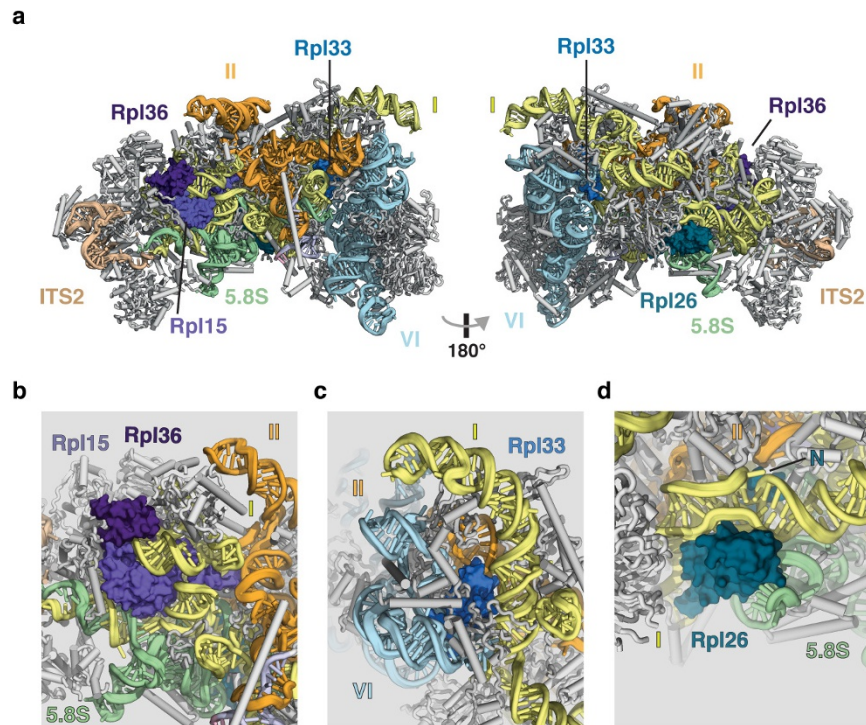 a
Rpl33
II
I
Rpl36
ITS2
5.8S
Rpl15
VI
180°
Rpl33
II
I
Rpl36
VI
Rpl26
5.8S
ITS2
b
Rpl15
Rpl36
II
I
5.8S
c
I
Rpl33
II
VI
d
II
N
I
Rpl26
5.8S